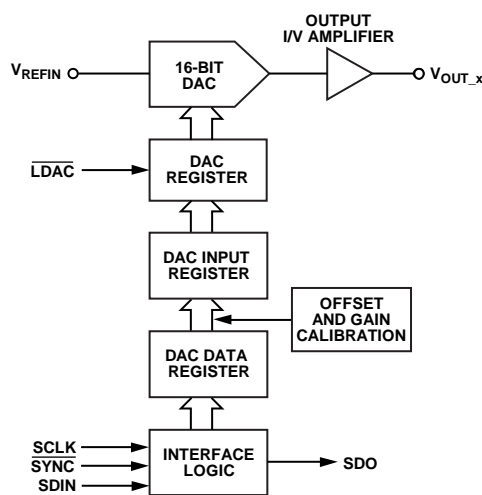 OUTPUT
I/V AMPLIFIER
VREFIN
16-BIT
DAC
VOUT_x
LDAC
DAC
REGISTER
DAC INPUT
REGISTER
OFFSET
AND GAIN
CALIBRATION
DAC DATA
REGISTER
SCLK
SYNC
SDIN
INTERFACE
LOGIC
SDO